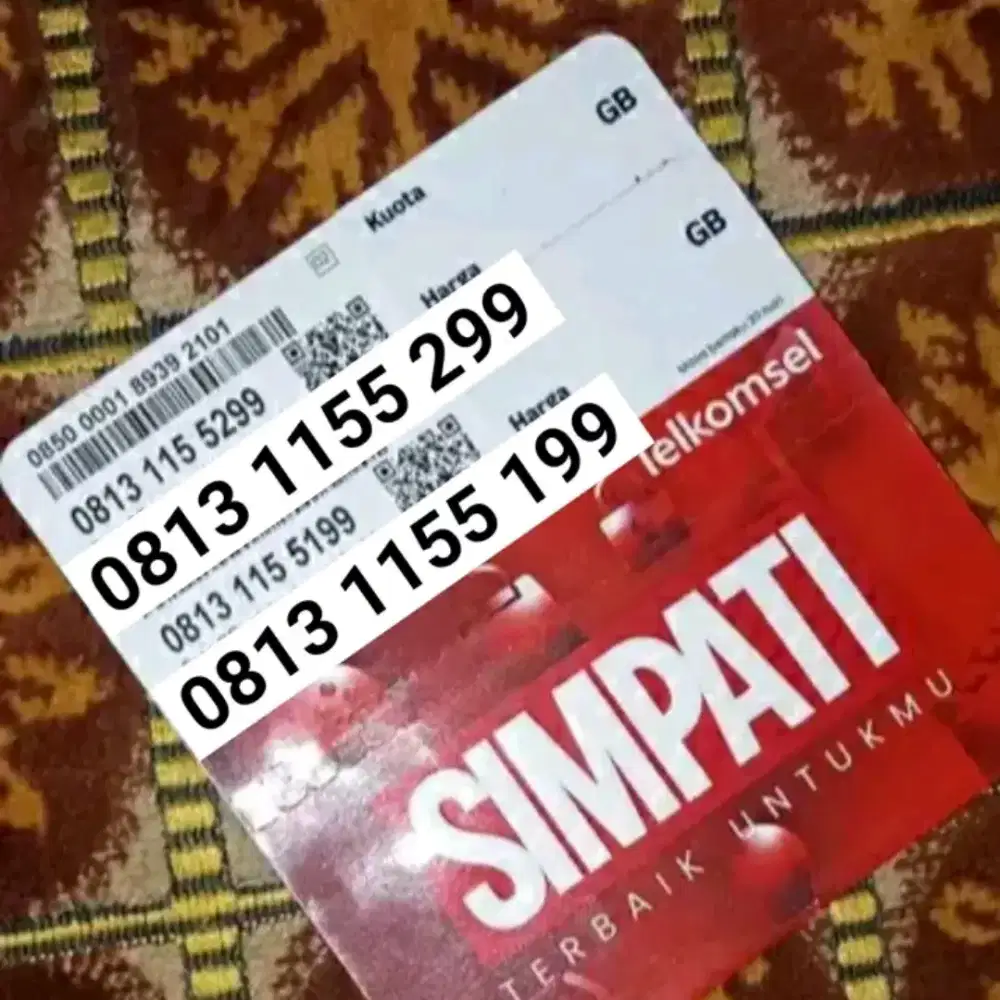 GB
Kuota
02
0850 0001 8939 2101
0813 115 5299
Harga
GB
0813 1155 299
0813 115 5199
Harga
0813 1155 199
Telkomsel
SIMPATI
TERBAIK UNTUKMU